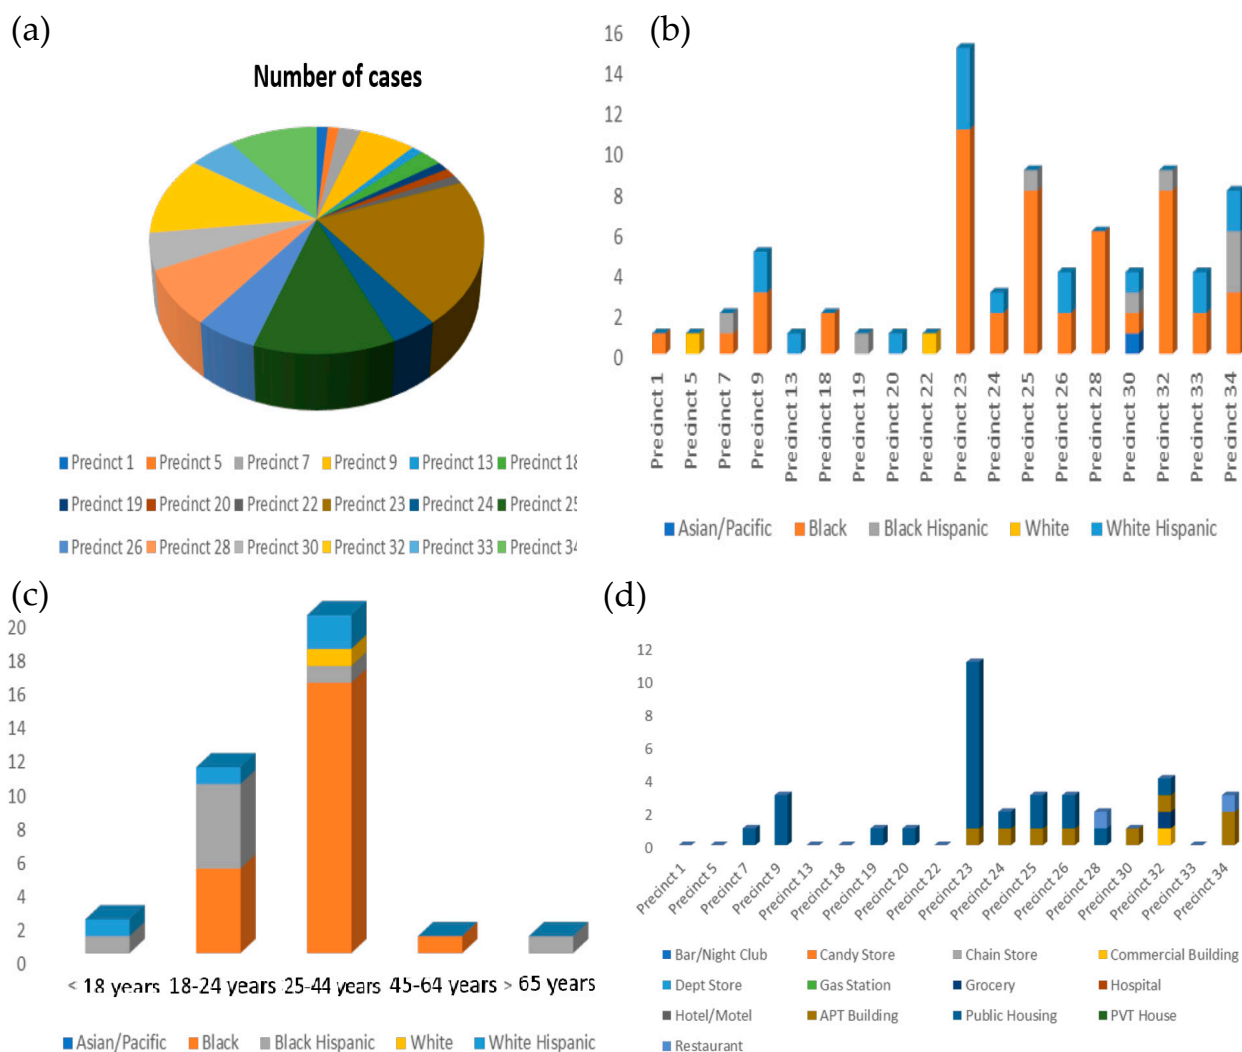 (a)
Number of cases
Precinct 1 Precinct 5 Precinct 7 Precinct 9 Precinct 13 Precinct 18
Precinct 19 Precinct 20 Precinct 22 Precinct 23 Precinct 24 Precinct 25
Precinct 26 Precinct 28 Precinct 30 Precinct 32 Precinct 33 Precinct 34
(b)
16
14
12
10
8
6
4
2
0
Precinct 1
Precinct 5
Precinct 7
Precinct 9
Precinct 13
Precinct 18
Precinct 19
Precinct 20
Precinct 22
Precinct 23
Precinct 24
Precinct 25
Precinct 26
Precinct 28
Precinct 30
Precinct 32
Precinct 33
Precinct 34
Asian/Pacific Black Black Hispanic White White Hispanic
(c)
20
18
16
14
12
10
8
6
4
2
0
< 18 years 18-24 years 25-44 years 45-64 years > 65 years
Asian/Pacific Black Black Hispanic White White Hispanic
(d)
12
10
8
6
4
2
0
Precinct 1
Precinct 5
Precinct 7
Precinct 9
Precinct 13
Precinct 18
Precinct 19
Precinct 20
Precinct 22
Precinct 23
Precinct 24
Precinct 25
Precinct 26
Precinct 28
Precinct 30
Precinct 32
Precinct 33
Precinct 34
Bar/Night Club Candy Store Chain Store Commercial Building
Dept Store Gas Station Grocery Hospital
Hotel/Motel APT Building Public Housing PVT House
Restaurant